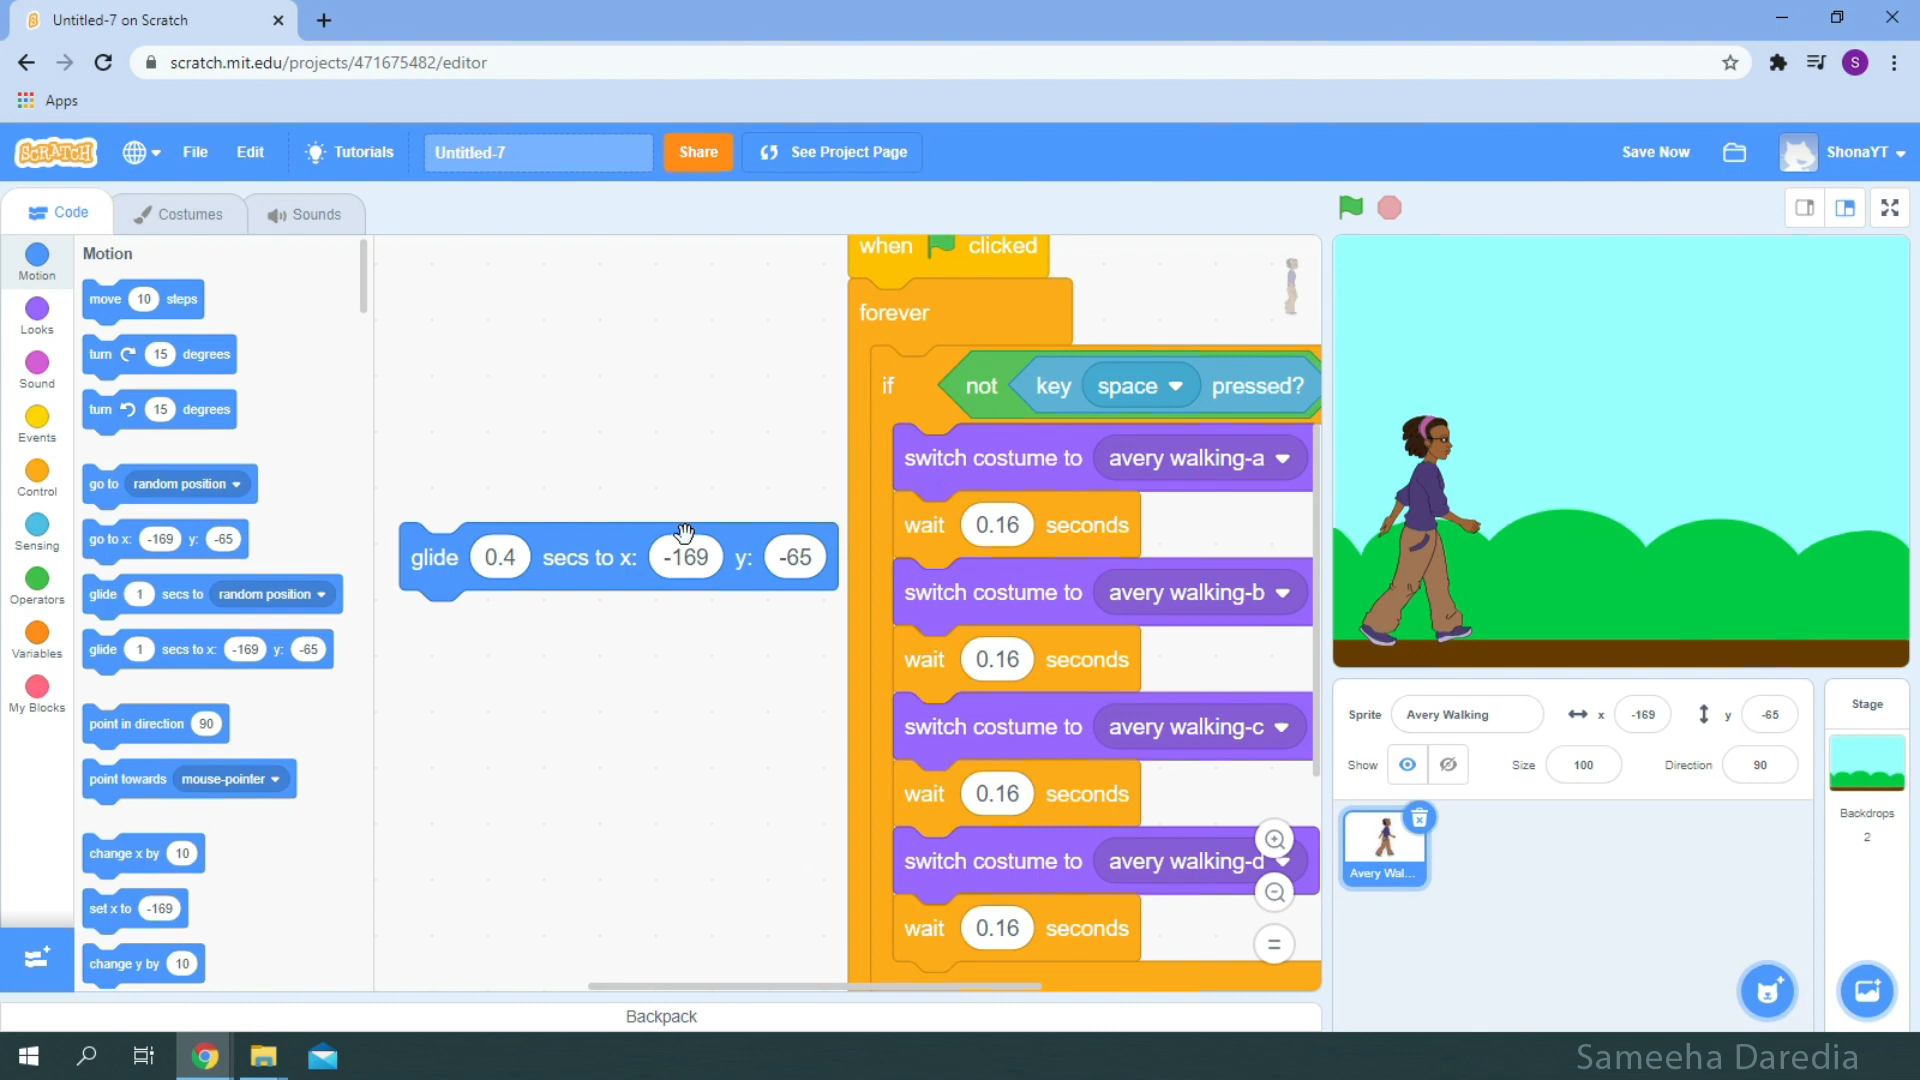 Untitled-7 on Scratch
scratch.mit.edu/projects/471675482/editor
S
Apps
SCRATCH
File
Edit
Tutorials
Untitled-7
Share
See Project Page
Save Now
ShonaYT
Code
Costumes
Sounds
Motion
Looks
Sound
Events
Control
Sensing
Operators
Variables
My Blocks
Motion
move 10 steps
turn 15 degrees
turn 15 degrees
go to random position
go to x: -169 y: -65
glide 1 secs to random position
glide 1 secs to x: -169 y: -65
point in direction 90
point towards mouse-pointer
change x by 10
set x to -169
change y by 10
glide 0.4 secs to x: -169 y: -65
when clicked
forever
if not key space pressed?
switch costume to avery walking-a
wait 0.16 seconds
switch costume to avery walking-b
wait 0.16 seconds
switch costume to avery walking-c
wait 0.16 seconds
switch costume to avery walking-d
wait 0.16 seconds
Backpack
Sprite Avery Walking x -169 y -65
Show Size 100 Direction 90
Avery Wal...
Stage
Backdrops
2
Sameeha Daredia